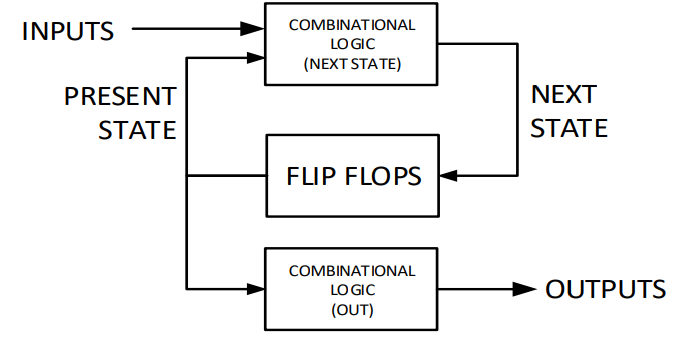 INPUTS
COMBINATIONAL
LOGIC
(NEXT STATE)
PRESENT
STATE
NEXT
STATE
FLIP FLOPS
COMBINATIONAL
LOGIC
(OUT)
OUTPUTS